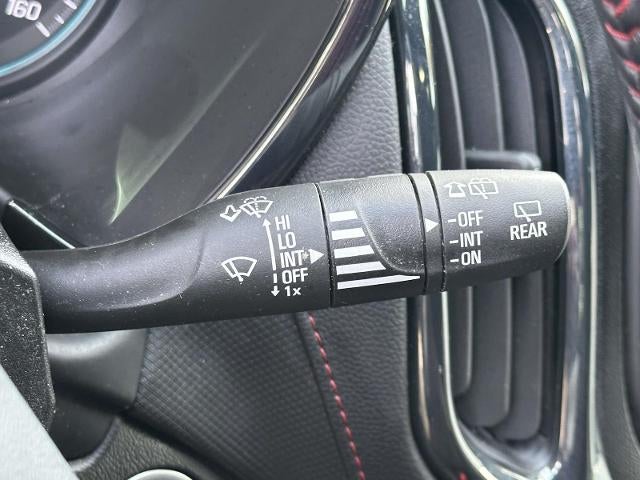 160
HI
LO
INT
OFF
1x
-OFF
-INT
-ON
REAR